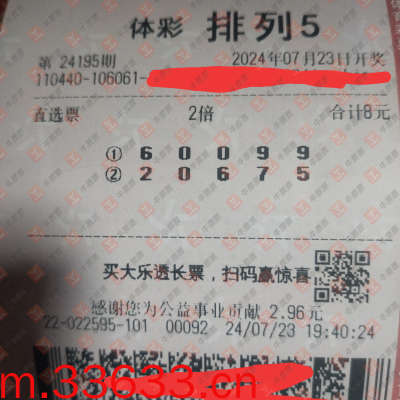 体彩 排列5
第 24195期 2024年07月23日开奖
110440-106061-
直选票 2倍 合计8元
① 6 0 0 9 9
② 2 0 6 7 5
买大乐透长票，扫码赢惊喜
感谢您为公益事业贡献 2.96元
22-022595-101 00092 24/07/23 19:40:24
m.33633.cn